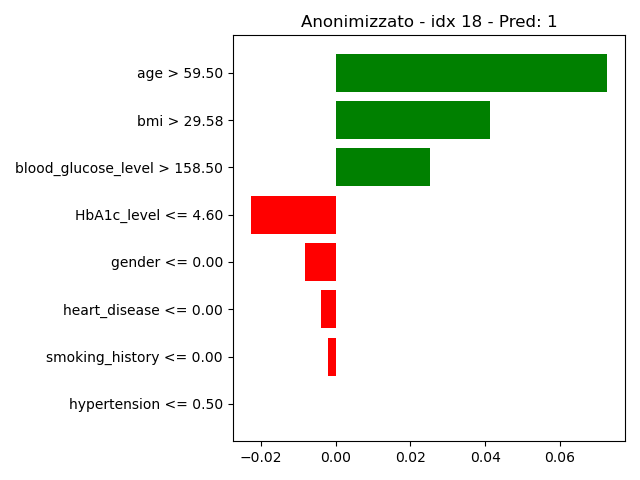 Anonimizzato - idx 18 - Pred: 1
age > 59.50
bmi > 29.58
blood_glucose_level > 158.50
HbA1c_level <= 4.60
gender <= 0.00
heart_disease <= 0.00
smoking_history <= 0.00
hypertension <= 0.50
−0.02 0.00 0.02 0.04 0.06